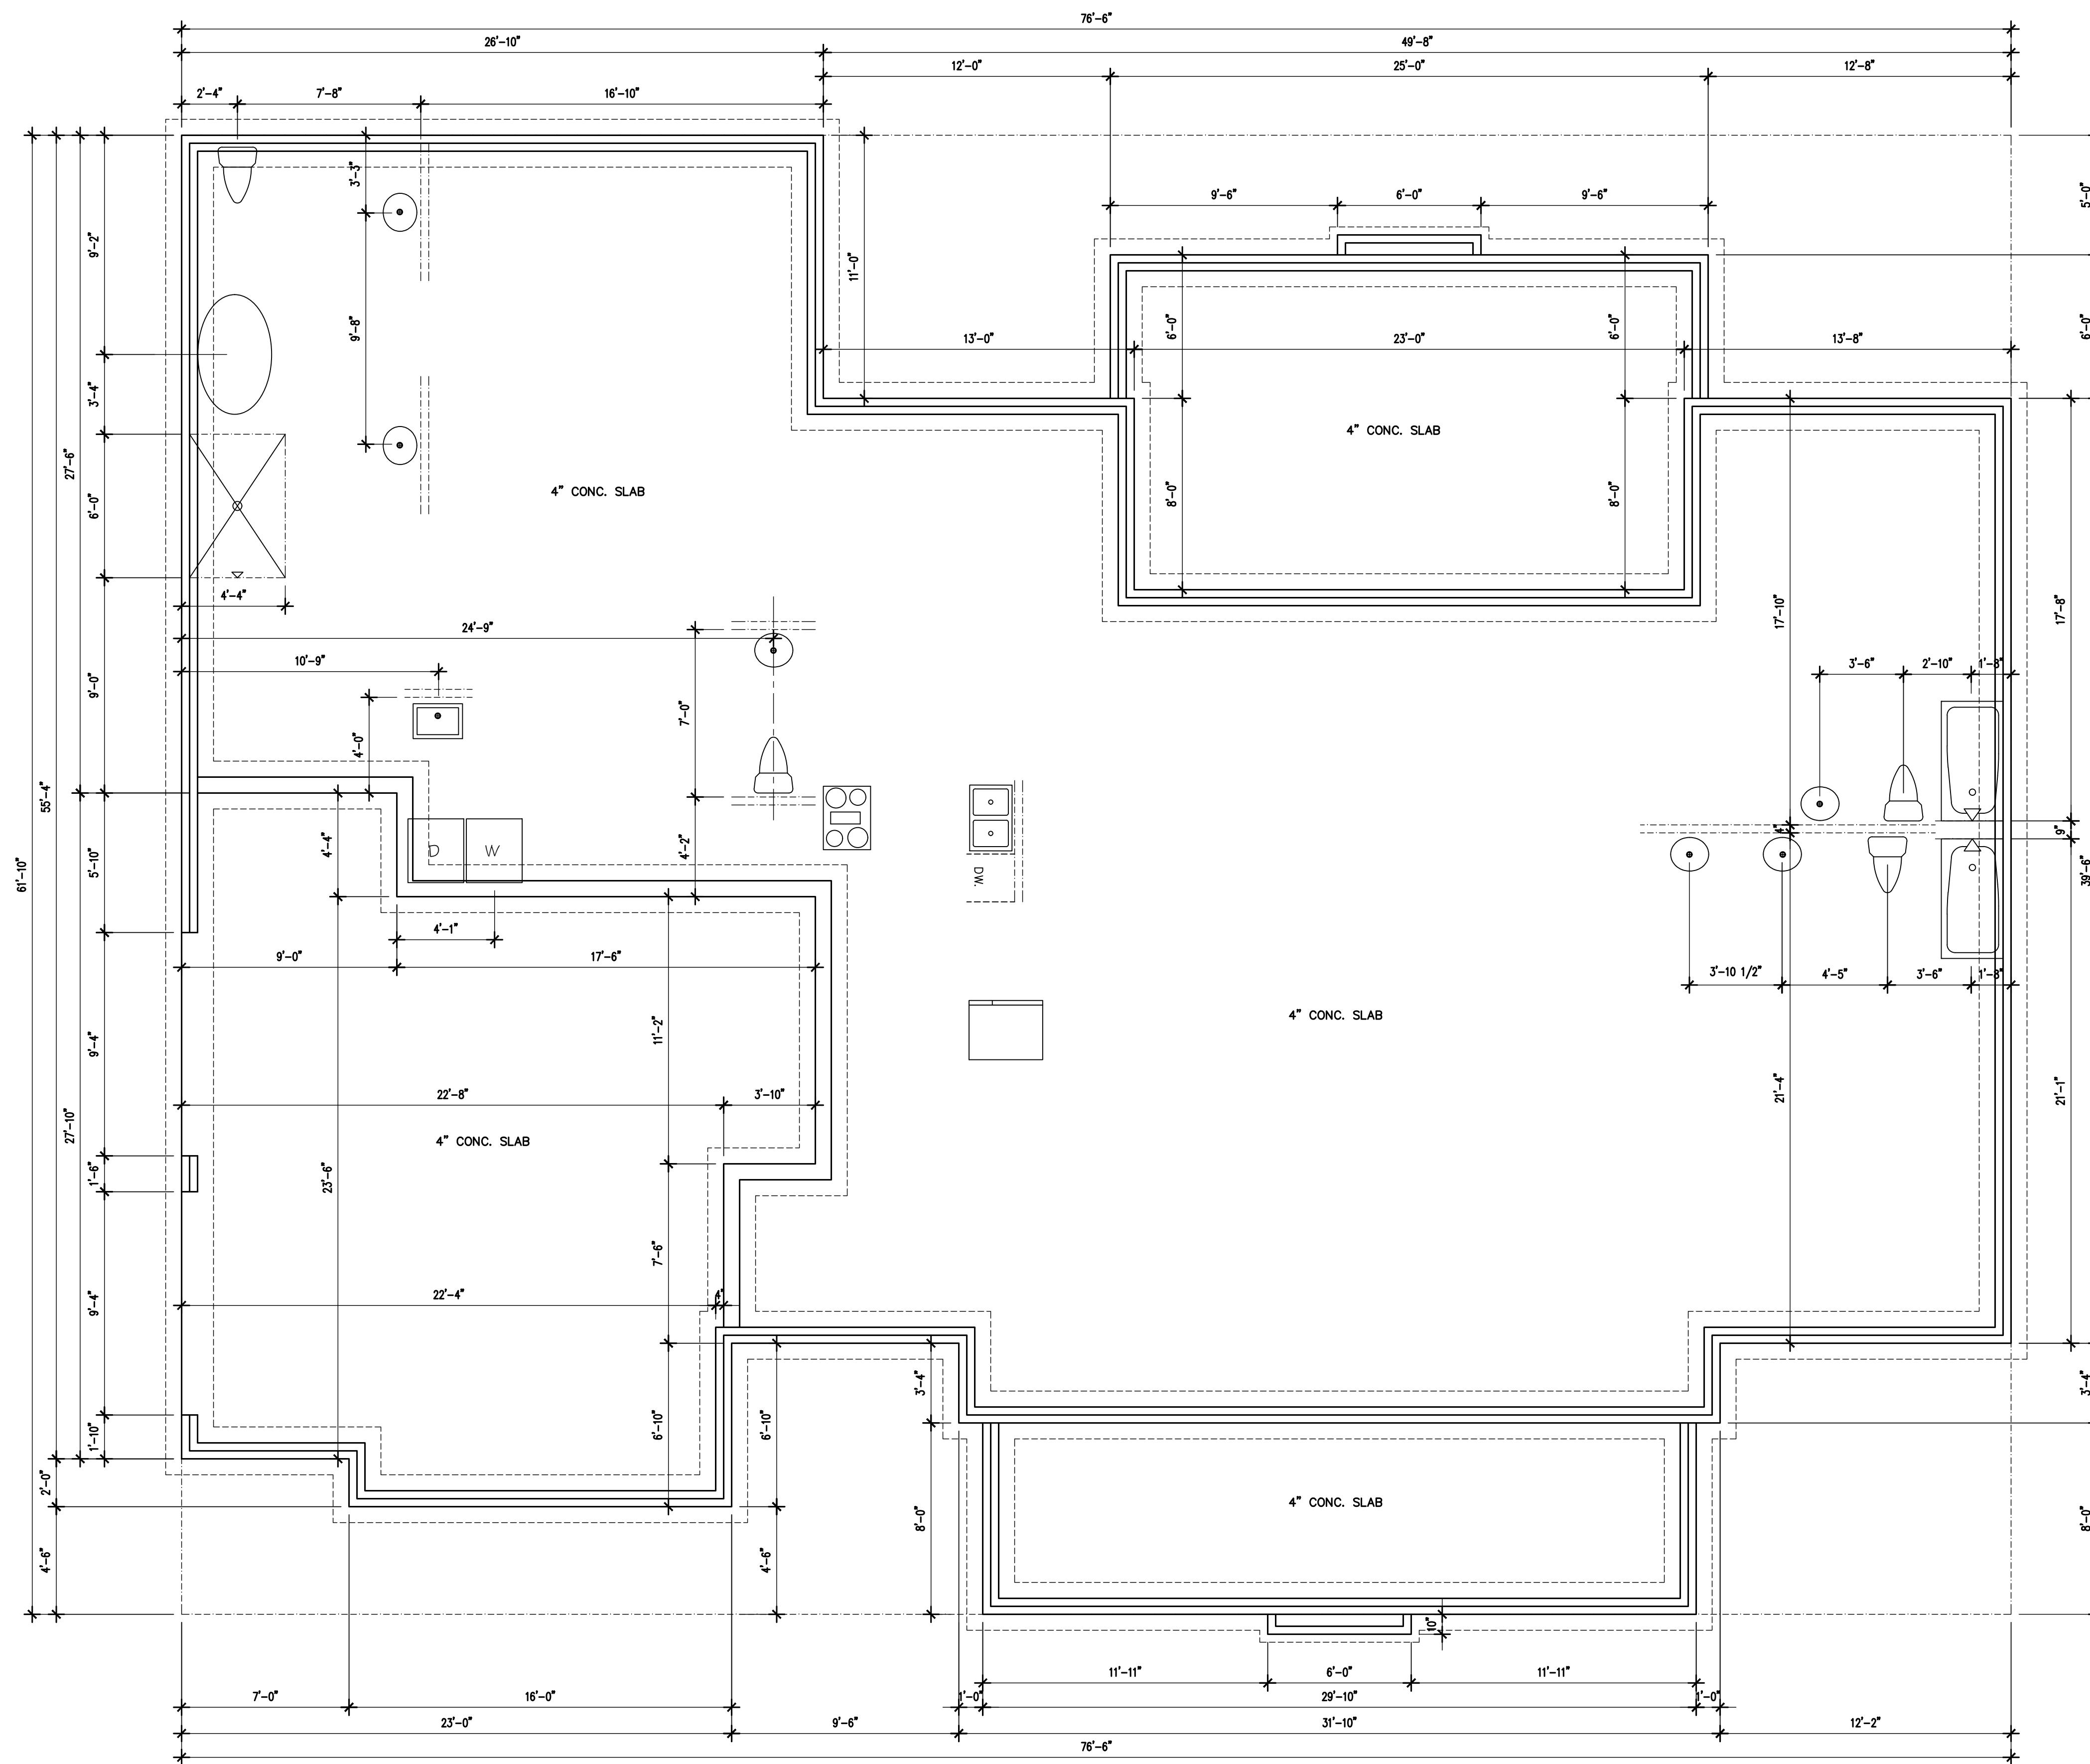 76'-6"
26'-10" 49'-8"
12'-0" 25'-0" 12'-8"
2'-4" 7'-8" 16'-10"
3'-3"
5'-0"
9'-6" 6'-0" 9'-6"
9'-2"
11'-0"
9'-8"
6'-0" 6'-0" 6'-0"
13'-0" 23'-0" 13'-8"
3'-4"
4" CONC. SLAB
27'-6"
6'-0"
4" CONC. SLAB
8'-0" 8'-0"
4'-4"
17'-10" 17'-8"
24'-9"
10'-9"
3'-6" 2'-10" 1'-8"
9'-0"
7'-0"
4'-0"
55'-4"
4" 9"
4'-4" 4'-2"
D W
5'-10"
61'-10"
DW.
39'-6"
4'-1"
9'-0" 17'-6"
3'-10 1/2" 4'-5" 3'-6" 1'-8"
4" CONC. SLAB
11'-2"
9'-4"
22'-8" 3'-10"
21'-4" 21'-1"
27'-10"
4" CONC. SLAB
1'-6"
23'-6"
7'-6"
22'-4" 4"
9'-4"
3'-4" 3'-4"
6'-10" 6'-10"
1'-10"
2'-0"
4" CONC. SLAB
8'-0" 8'-0"
4'-6" 4'-6"
10"
11'-11" 6'-0" 11'-11"
7'-0" 16'-0" 1'-0" 29'-10" 1'-0"
23'-0" 9'-6" 31'-10" 12'-2"
76'-6"